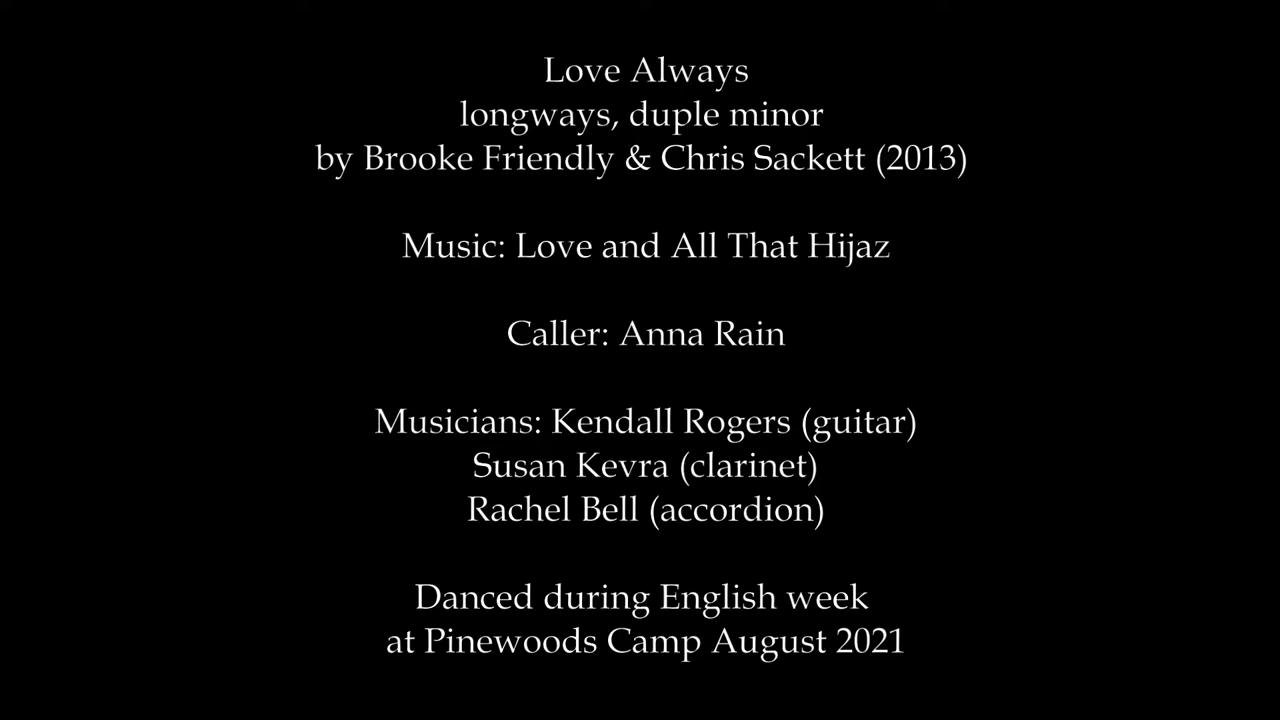 Love Always
longways, duple minor
by Brooke Friendly & Chris Sackett (2013)
Music: Love and All That Hijaz
Caller: Anna Rain
Musicians: Kendall Rogers (guitar)
Susan Kevra (clarinet)
Rachel Bell (accordion)
Danced during English week
at Pinewoods Camp August 2021